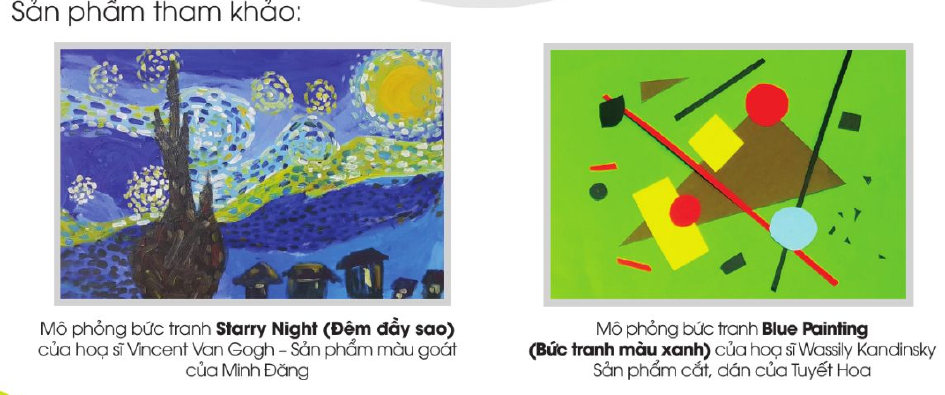 Sản phẩm tham khảo:
Mô phỏng bức tranh Starry Night (Đêm đầy sao)
của hoạ sĩ Vincent Van Gogh – Sản phẩm màu goát
của Minh Đăng
Mô phỏng bức tranh Blue Painting
(Bức tranh màu xanh) của hoạ sĩ Wassily Kandinsky
Sản phẩm cắt, dán của Tuyết Hoa